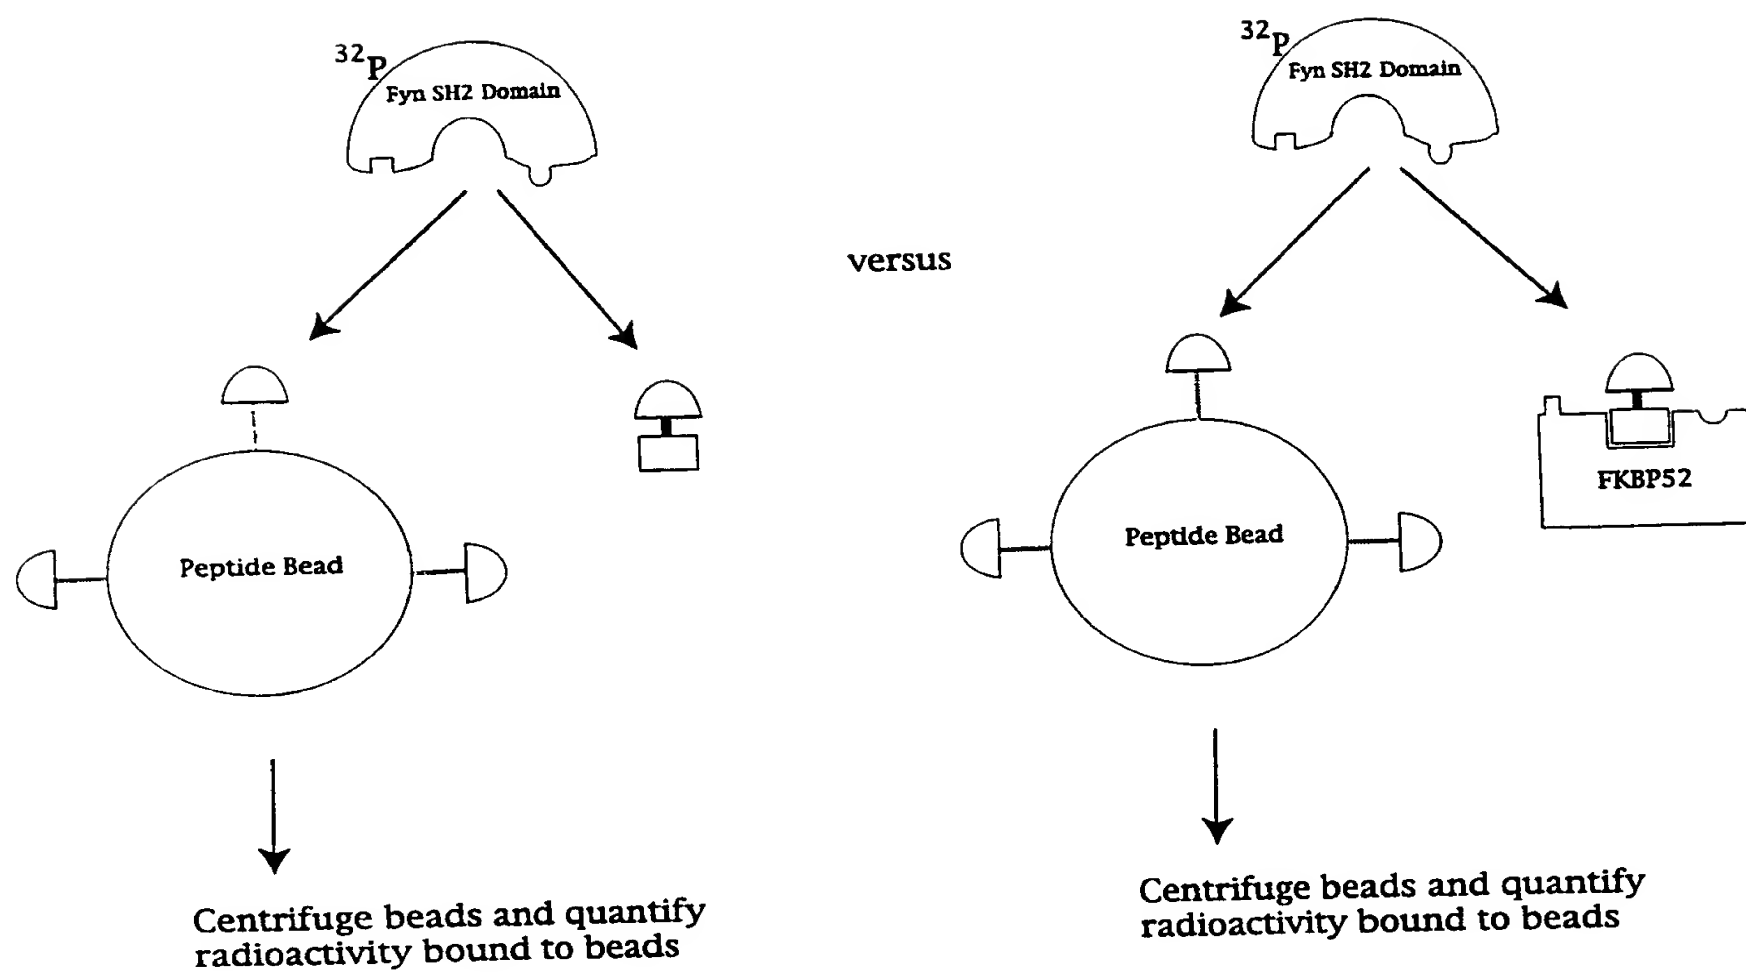 ³²P
Fyn SH2 Domain
Peptide Bead
Centrifuge beads and quantify
radioactivity bound to beads
versus
³²P
Fyn SH2 Domain
FKBP52
Peptide Bead
Centrifuge beads and quantify
radioactivity bound to beads